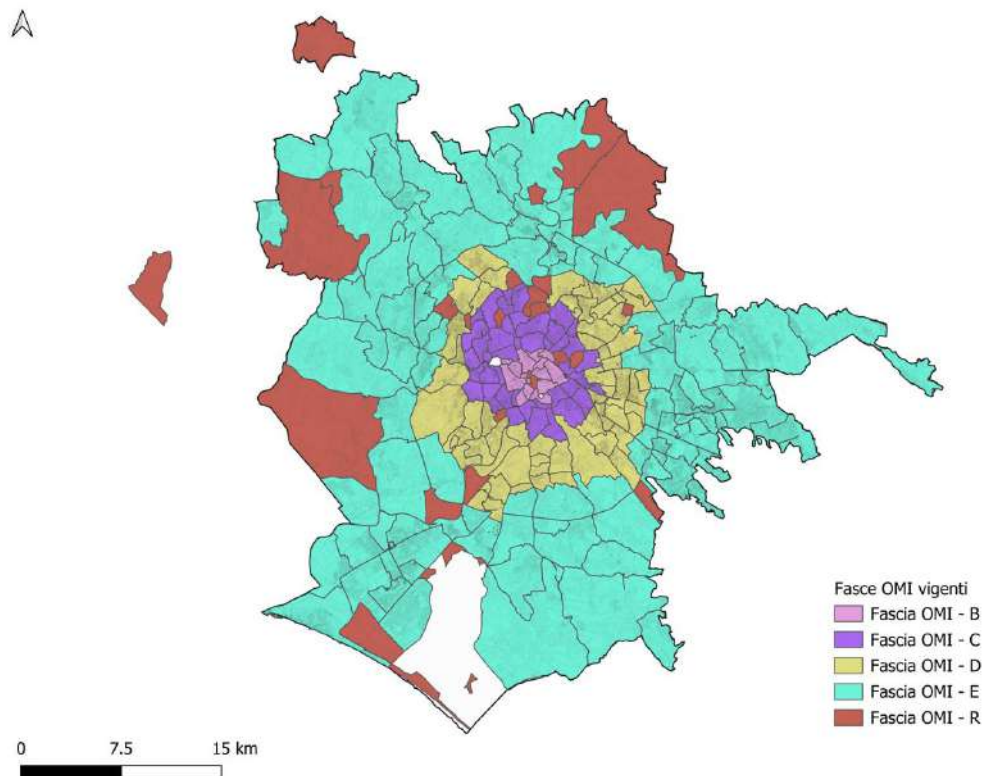 Fasce OMI vigenti
Fascia OMI - B
Fascia OMI - C
Fascia OMI - D
Fascia OMI - E
Fascia OMI - R
0 7.5 15 km